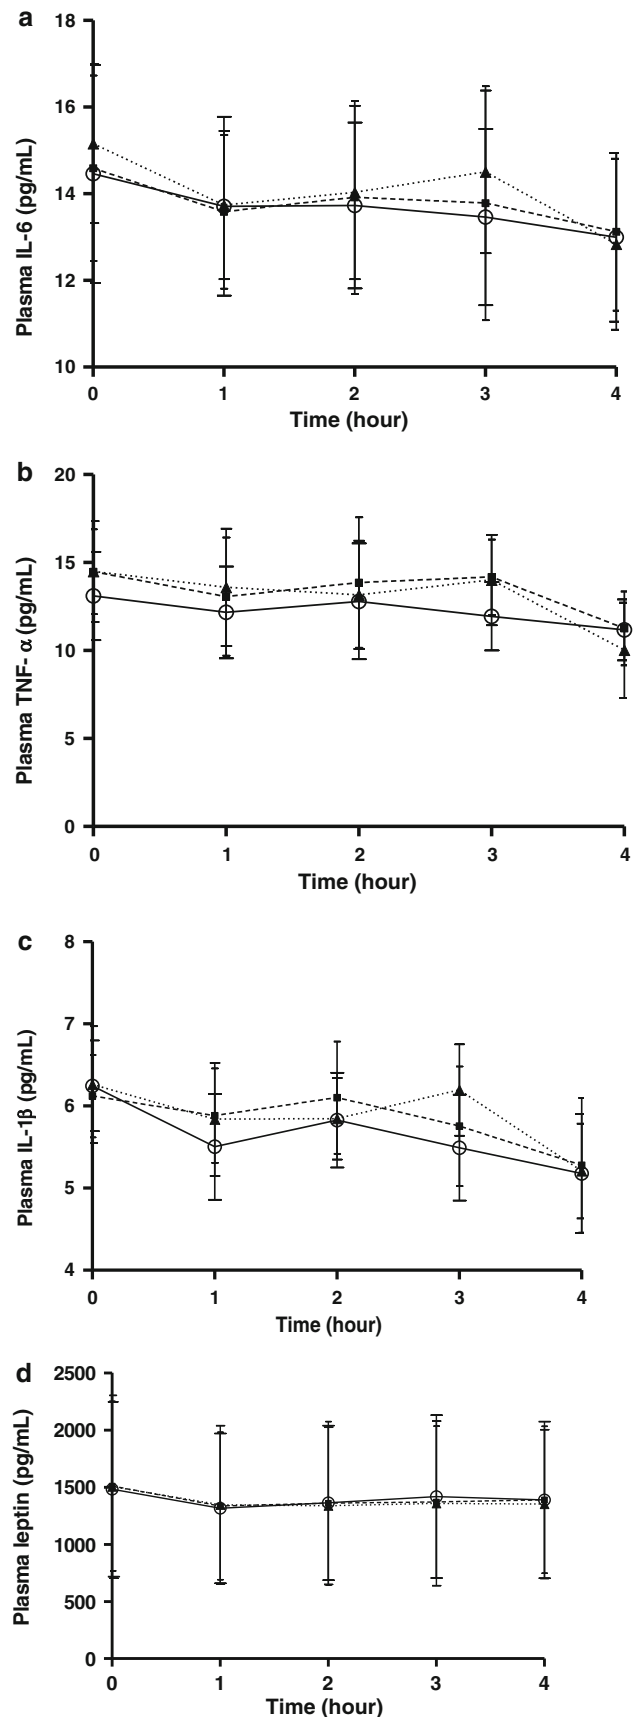 a
18
16
14
12
10
Plasma IL-6 (pg/mL)
0 1 2 3 4
Time (hour)
b
20
15
10
5
0
Plasma TNF- α (pg/mL)
0 1 2 3 4
Time (hour)
c
8
7
6
5
4
Plasma IL-1β (pg/mL)
0 1 2 3 4
Time (hour)
d
2500
2000
1500
1000
500
0
Plasma leptin (pg/mL)
0 1 2 3 4
Time (hour)